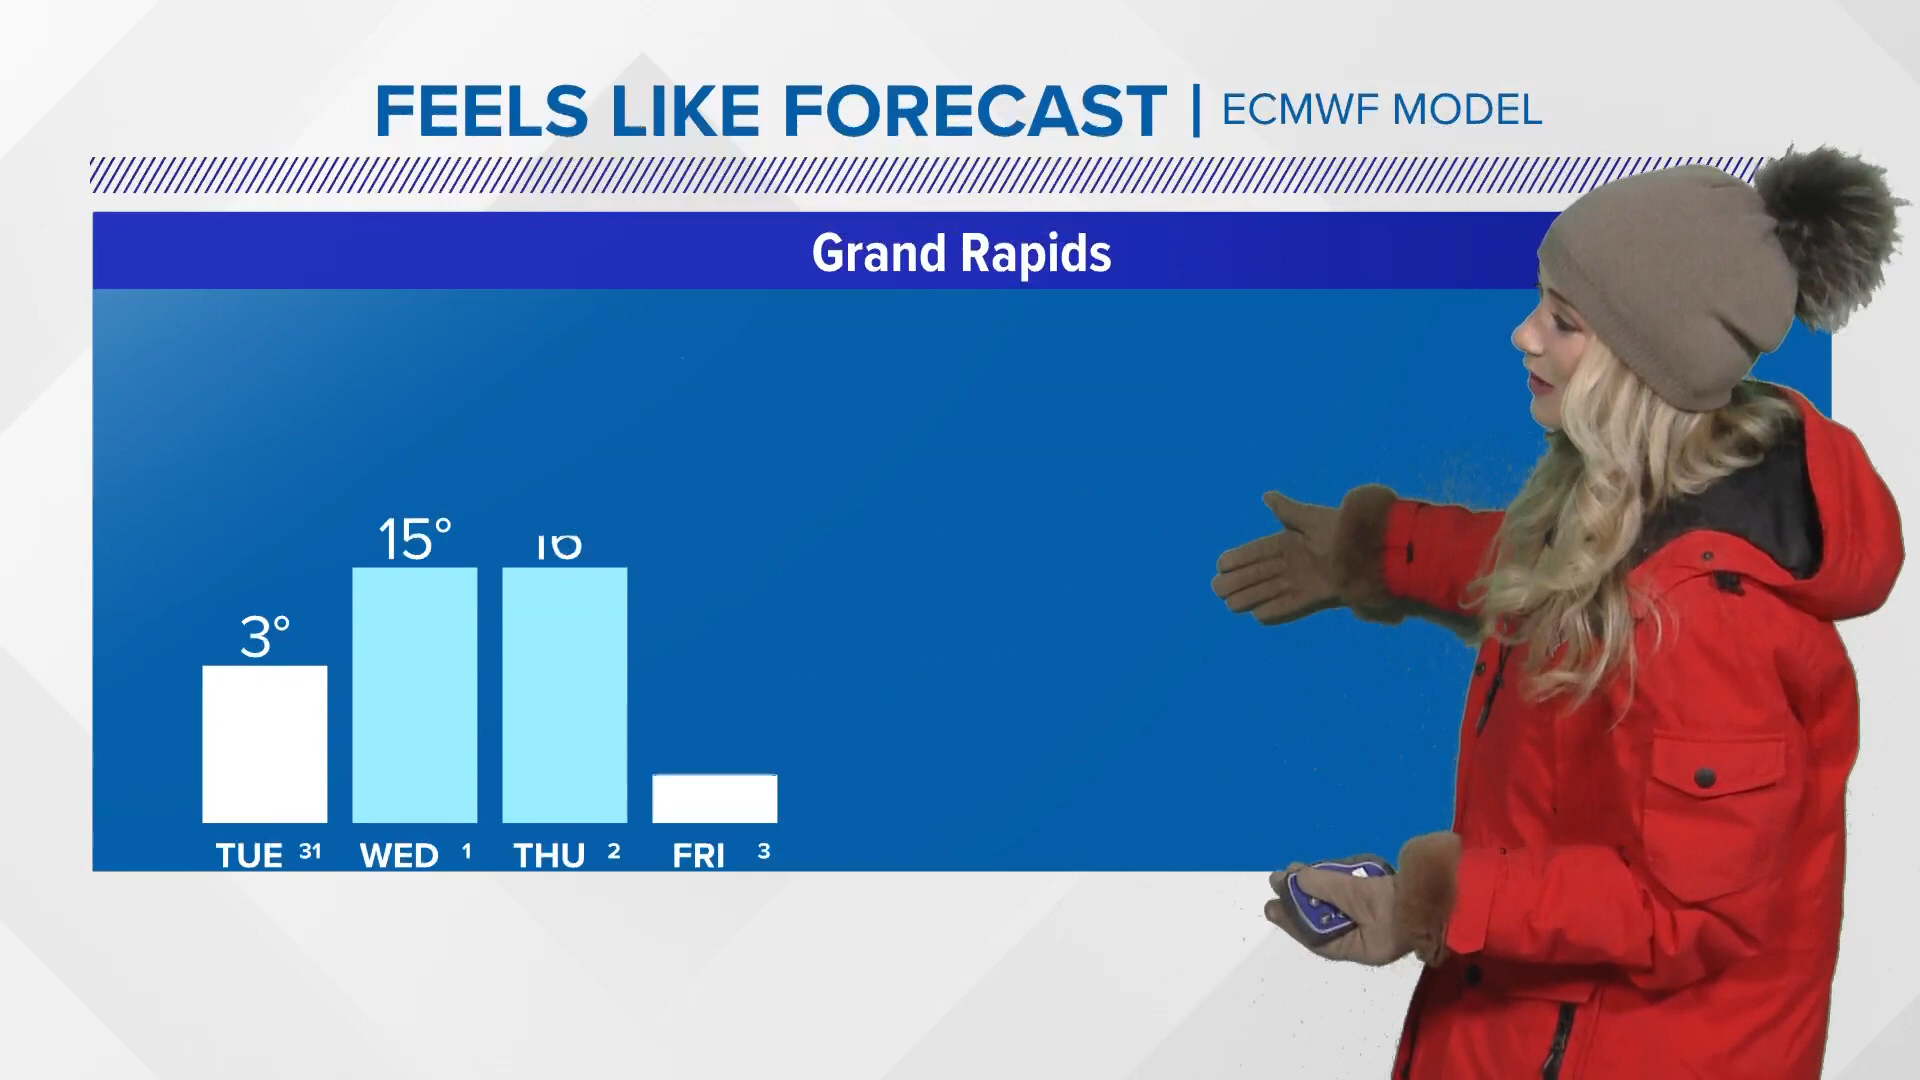 FEELS LIKE FORECAST | ECMWF MODEL
Grand Rapids
3° 15°
TUE 31 WED 1 THU 2 FRI 3